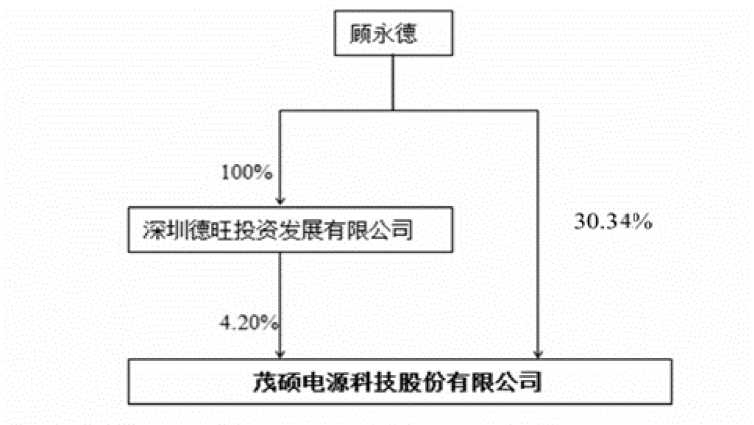 顾永德
100%
深圳德旺投资发展有限公司
30.34%
4.20%
茂硕电源科技股份有限公司